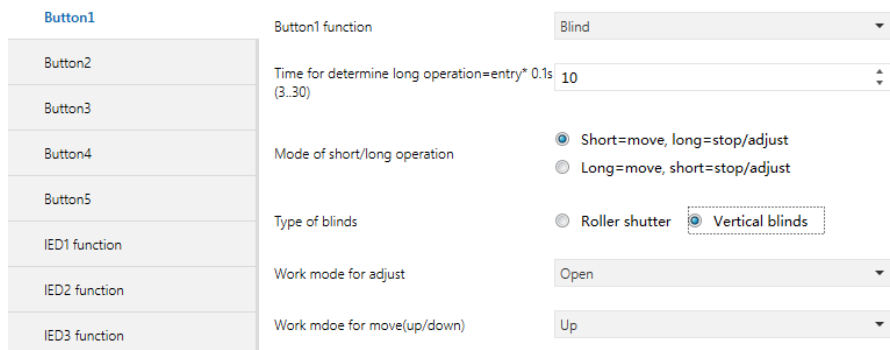 Button1
Button2
Button3
Button4
Button5
IED1 function
IED2 function
IED3 function
Button1 function
Blind
Time for determine long operation=entry* 0.1s
(3..30)
10
Mode of short/long operation
Short=move, long=stop/adjust
Long=move, short=stop/adjust
Type of blinds
Roller shutter
Vertical blinds
Work mode for adjust
Open
Work mdoe for move(up/down)
Up